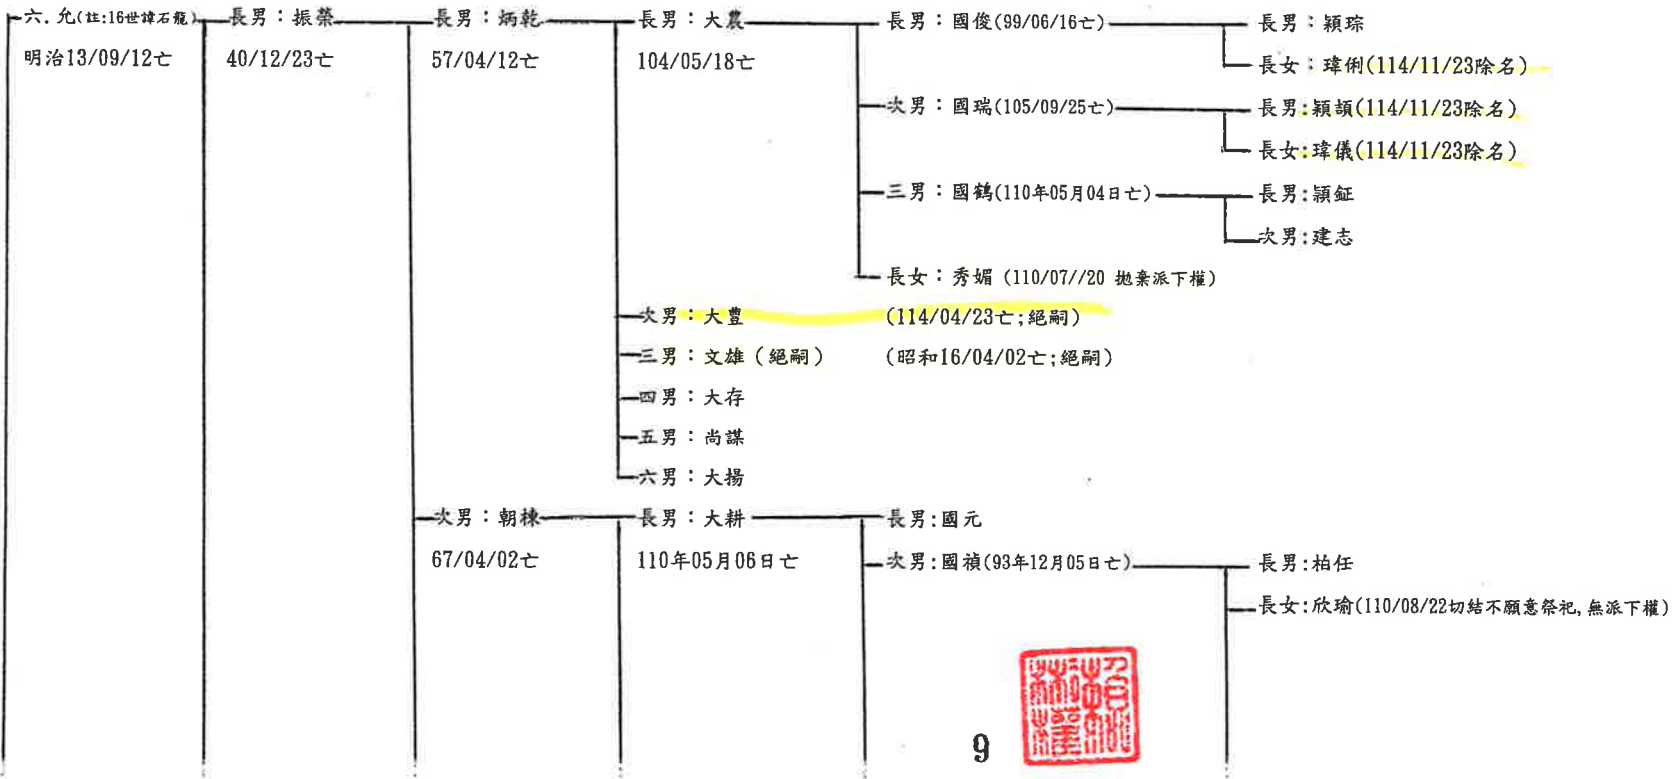 六.允(註:16世諱石龍) 長男：振榮 長男：炳乾 長男：大農 長男：國俊(99/06/16亡) 長男：穎琮
明治13/09/12亡 40/12/23亡 57/04/12亡 104/05/18亡 長女：瑋俐(114/11/23除名)
次男：國瑞(105/09/25亡) 長男:穎頡(114/11/23除名)
長女:瑋儀(114/11/23除名)
三男：國鶴(110年05月04日亡) 長男:穎鉦
次男:建志
長女：秀媚 (110/07//20 拋棄派下權)
次男：大豊 (114/04/23亡;絕嗣)
三男：文雄（絕嗣） (昭和16/04/02亡;絕嗣)
四男：大存
五男：尚謀
六男：大揚
次男：朝棟 長男：大耕 長男:國元
67/04/02亡 110年05月06日亡 次男:國禎(93年12月05日亡) 長男:柏任
長女:欣瑜(110/08/22切結不願意祭祀,無派下權)
9